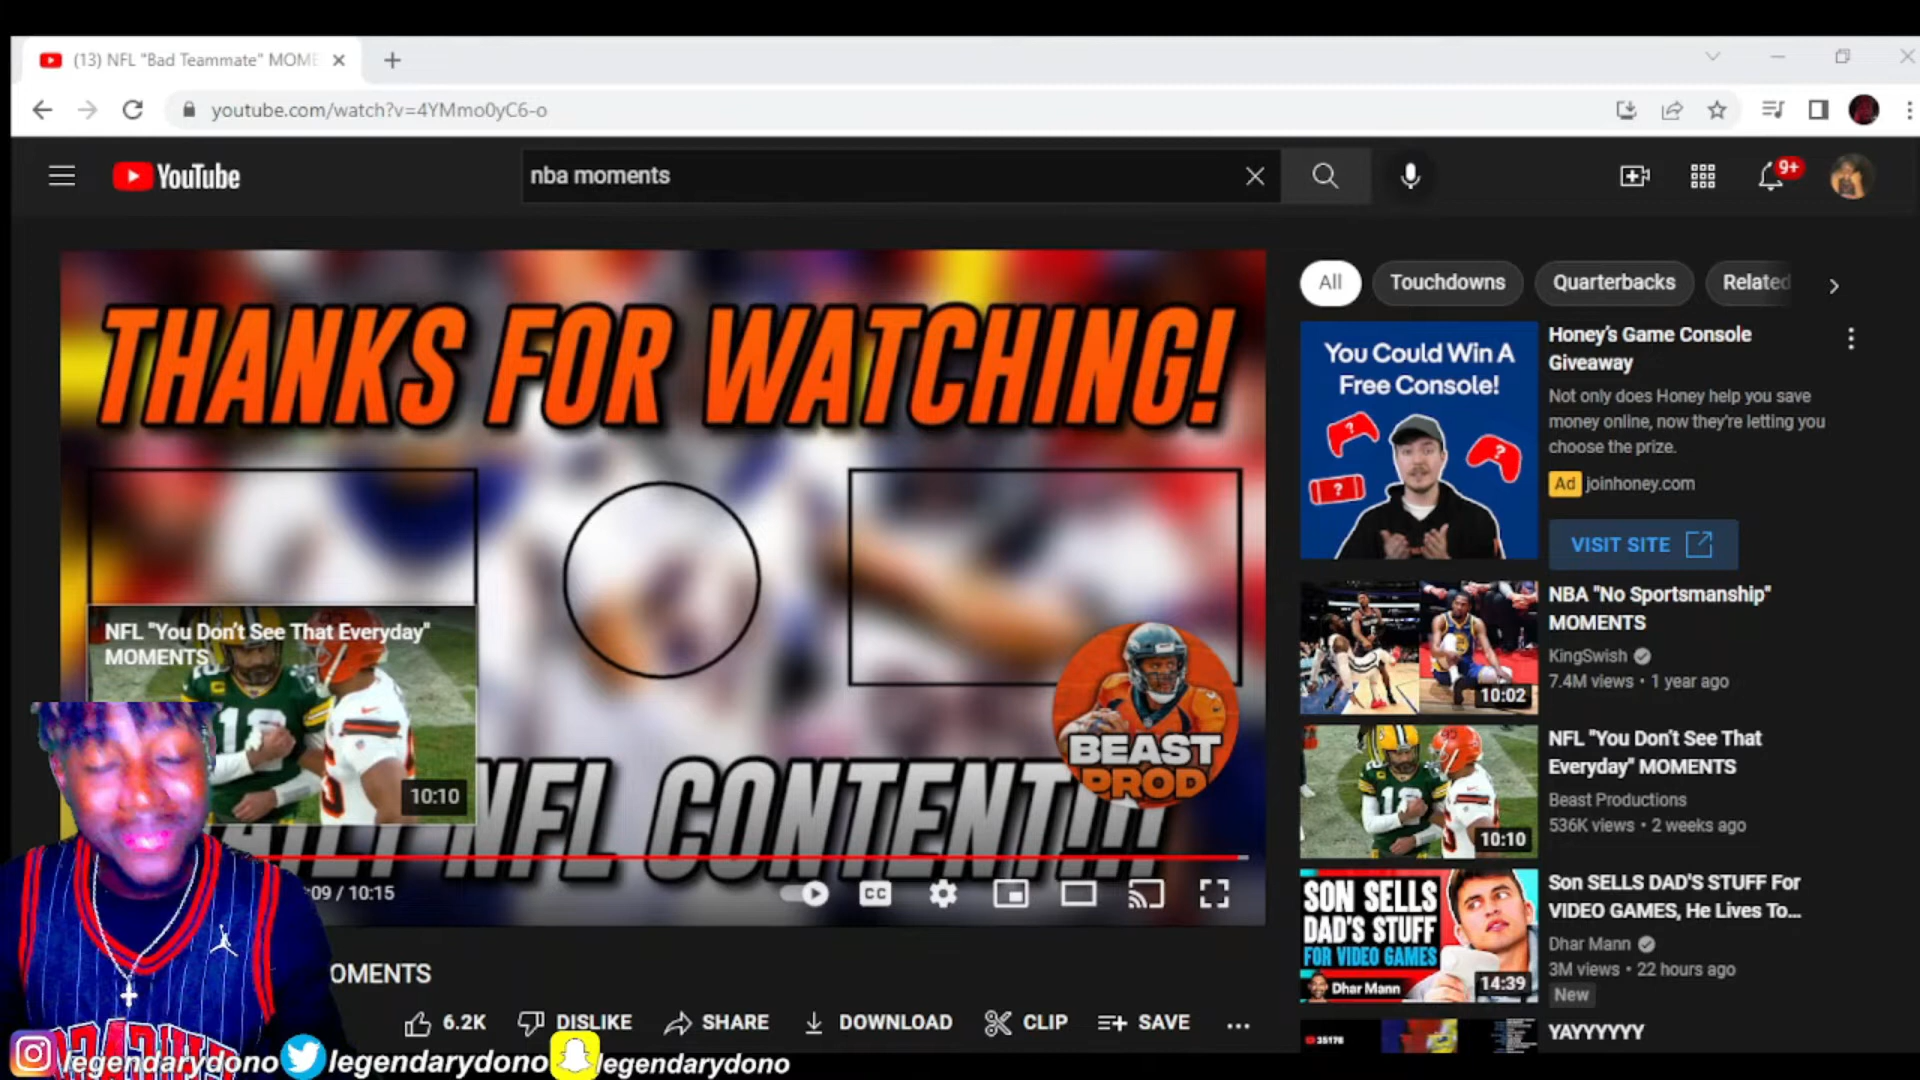 (13) NFL "Bad Teammate" MOME
youtube.com/watch?v=4YMmo0yC6-o
YouTube
nba moments
9+
THANKS FOR WATCHING!
NFL "You Don't See That Everyday"
MOMENTS
10:10
BEAST
PROD
NFL CONTENT!!!
:09 / 10:15
CC
OMENTS
6.2K
DISLIKE
SHARE
DOWNLOAD
CLIP
SAVE
legendarydono
legendarydono
legendarydono
All
Touchdowns
Quarterbacks
Related
You Could Win A
Free Console!
Honey's Game Console
Giveaway
Not only does Honey help you save
money online, now they're letting you
choose the prize.
Ad joinhoney.com
VISIT SITE
10:02
NBA "No Sportsmanship"
MOMENTS
KingSwish
7.4M views • 1 year ago
12
10:10
NFL "You Don't See That
Everyday" MOMENTS
Beast Productions
536K views • 2 weeks ago
SON SELLS
DAD'S STUFF
FOR VIDEO GAMES
Dhar Mann
14:39
Son SELLS DAD'S STUFF For
VIDEO GAMES, He Lives To...
Dhar Mann
3M views • 22 hours ago
New
YAYYYYYY